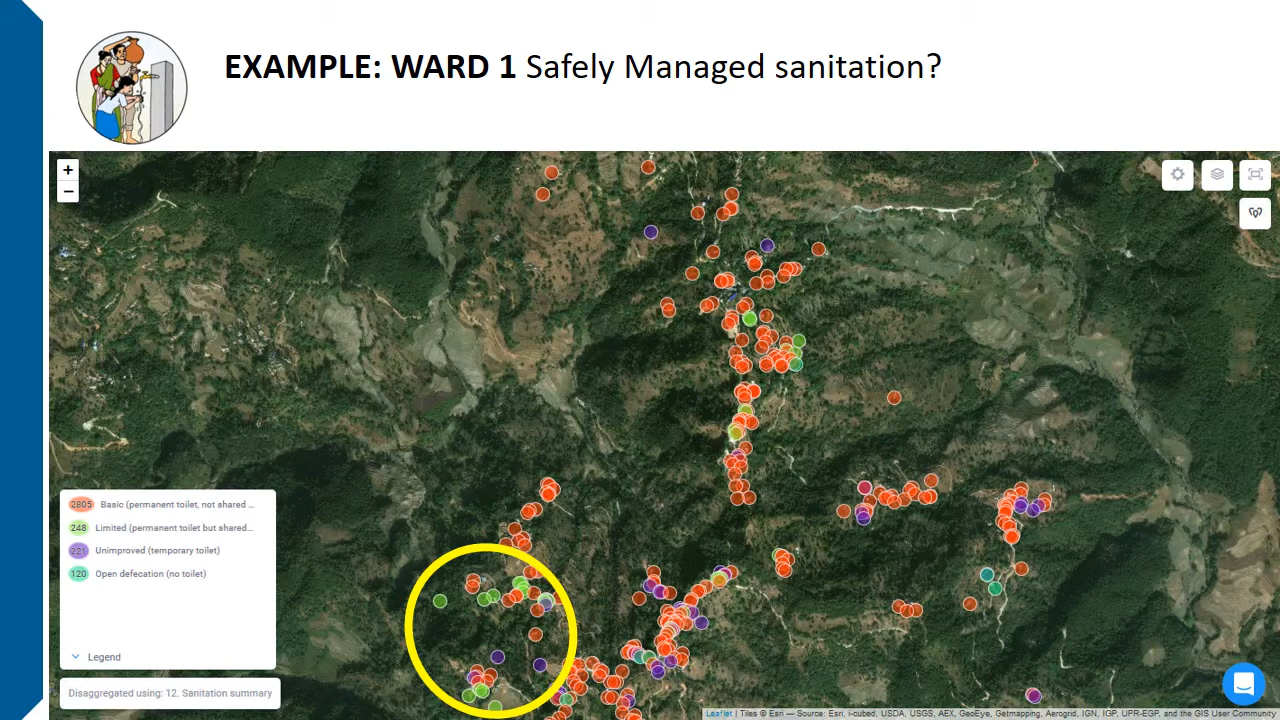 EXAMPLE: WARD 1 Safely Managed sanitation?
+
−
2805 Basic (permanent toilet, not shared ...
248 Limited (permanent toilet but shared...
221 Unimproved (temporary toilet)
120 Open defecation (no toilet)
Legend
Disaggregated using: 12. Sanitation summary
Leaflet | Tiles © Esri — Source: Esri, i-cubed, USDA, USGS, AEX, GeoEye, Getmapping, Aerogrid, IGN, IGP, UPR-EGP, and the GIS User Community